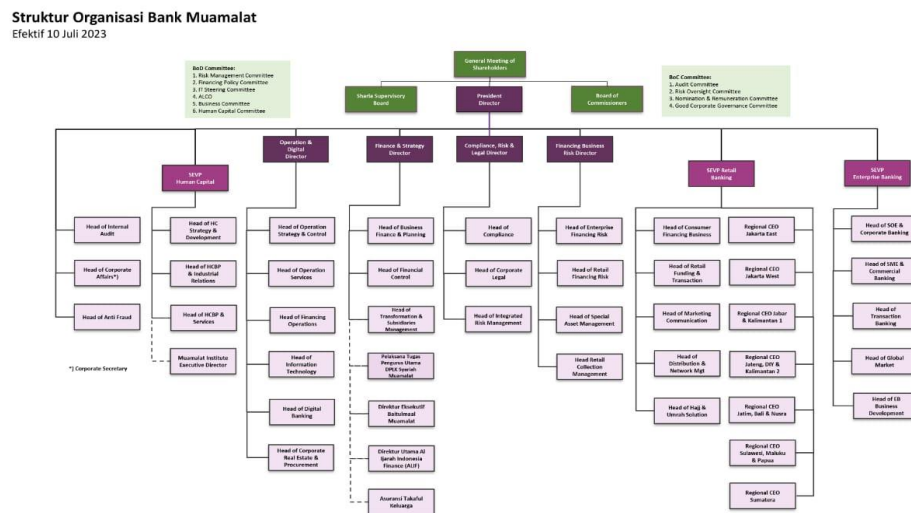 Struktur Organisasi Bank Muamalat
Efektif 10 Juli 2023
BoD Committee:
1. Risk Management Committee
2. Financing Policy Committee
3. IT Steering Committee
4. ALCO
5. Business Committee
6. Human Capital Committee
General Meeting of
Shareholders
BoC Committee:
1. Audit Committee
2. Risk Oversight Committee
3. Nomination & Remuneration Committee
4. Good Corporate Governance Committee
Sharia Supervisory
Board
President
Director
Board of
Commissioners
Operation &
Digital
Director
Finance & Strategy
Director
Compliance, Risk &
Legal Director
Financing Business
Risk Director
SEVP
Human Capital
SEVP Retail
Banking
SEVP
Enterprise Banking
Head of Internal
Audit
Head of Corporate
Affairs*)
Head of Anti Fraud
*) Corporate Secretary
Head of HC
Strategy &
Development
Head of HCBP
& Industrial
Relations
Head of HCBP &
Services
Muamalat Institute
Executive Director
Head of Operation
Strategy & Control
Head of Operation
Services
Head of Financing
Operations
Head of
Information
Technology
Head of Digital
Banking
Head of Corporate
Real Estate &
Procurement
Head of Business
Finance & Planning
Head of Financial
Control
Head of
Transformation &
Subsidiaries
Management
Pelaksana Tugas
Pengurus Utama
DPLK Syariah
Muamalat
Direktur Eksekutif
Baitulmaal
Muamalat
Direktur Utama Al
Ijarah Indonesia
Finance (ALIF)
Asuransi Takaful
Keluarga
Head of
Compliance
Head of Corporate
Legal
Head of Integrated
Risk Management
Head of Enterprise
Financing Risk
Head of Retail
Financing Risk
Head of Special
Asset Management
Head Retail
Collection
Management
Head of Consumer
Financing Business
Head of Retail
Funding &
Transaction
Head of Marketing
Communication
Head of
Distribution &
Network Mgt
Head of Hajj &
Umrah Solution
Regional CEO
Jakarta East
Regional CEO
Jakarta West
Regional CEO Jabar
& Kalimantan 1
Regional CEO
Jateng, DIY &
Kalimantan 2
Regional CEO
Jatim, Bali & Nusra
Regional CEO
Sulawesi, Maluku
& Papua
Regional CEO
Sumatera
Head of SOE &
Corporate Banking
Head of SME &
Commercial
Banking
Head of
Transaction
Banking
Head of Global
Market
Head of EB
Business
Development